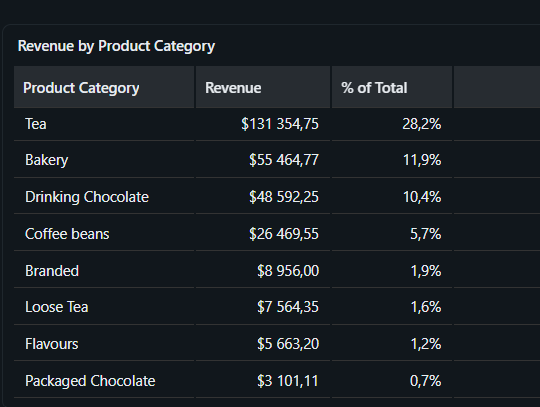 Revenue by Product Category
Product Category Revenue % of Total
Tea $131 354,75 28,2%
Bakery $55 464,77 11,9%
Drinking Chocolate $48 592,25 10,4%
Coffee beans $26 469,55 5,7%
Branded $8 956,00 1,9%
Loose Tea $7 564,35 1,6%
Flavours $5 663,20 1,2%
Packaged Chocolate $3 101,11 0,7%